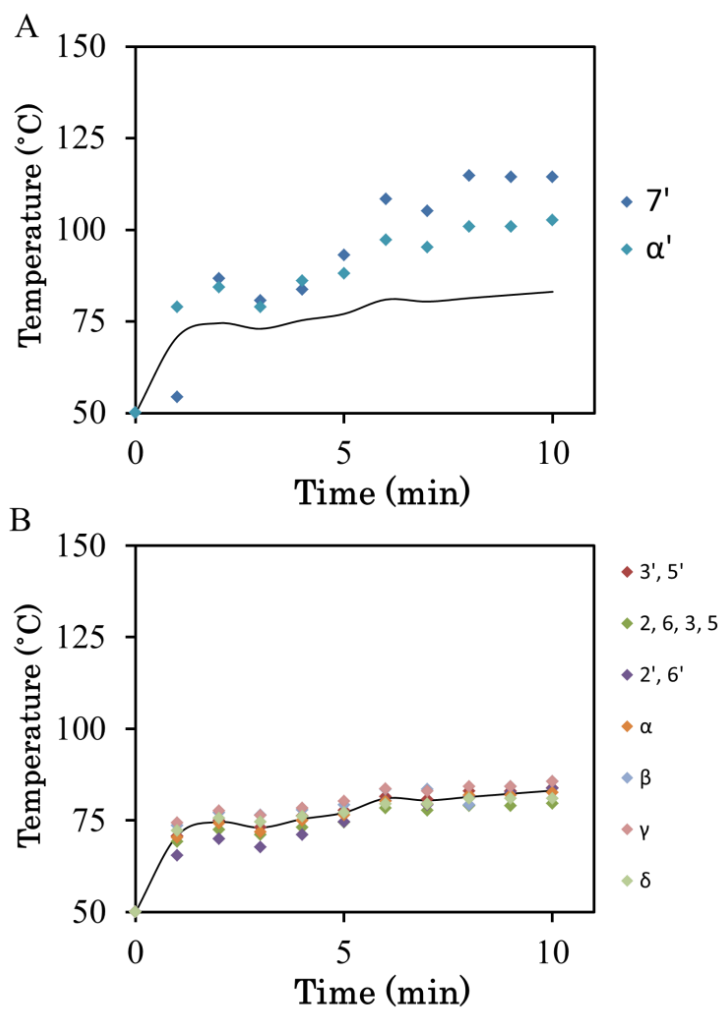 A
150
125
100
75
50
Temperature (°C)
0
5
10
Time (min)
7'
α'
B
150
125
100
75
50
Temperature (°C)
0
5
10
Time (min)
3', 5'
2, 6, 3, 5
2', 6'
α
β
γ
δ